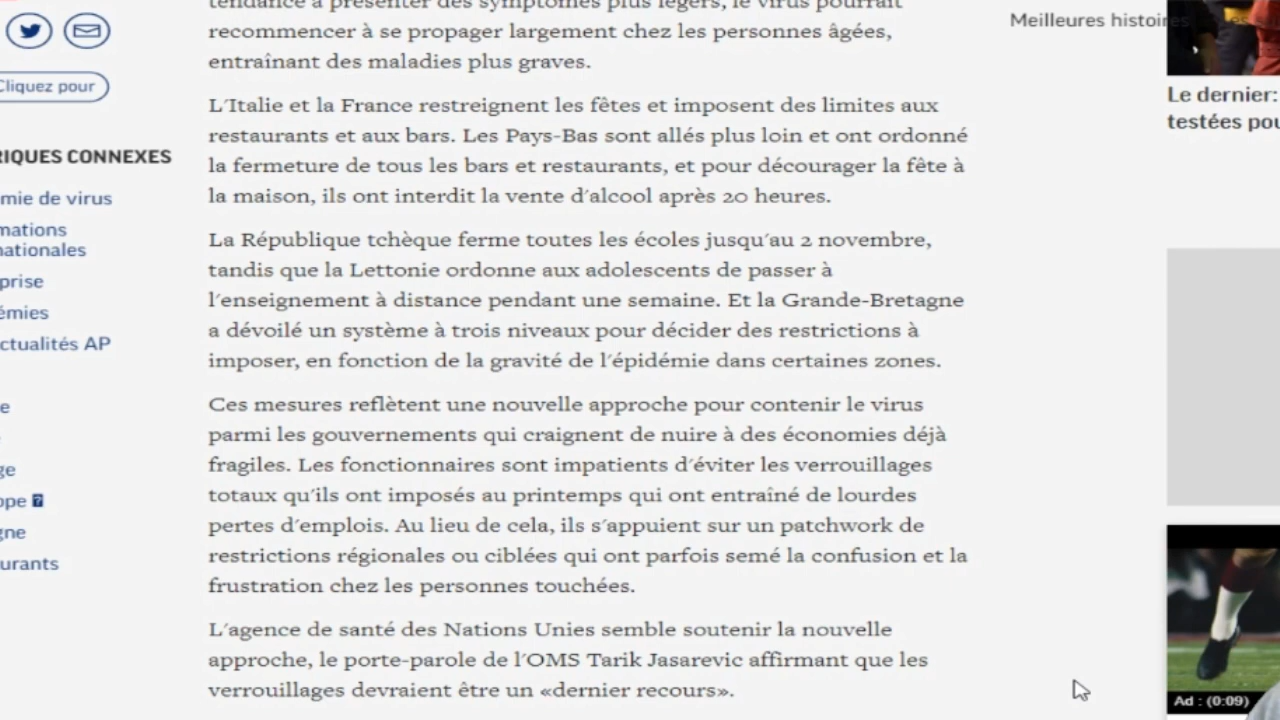 tendance à présenter des symptômes plus légers, le virus pourrait
recommencer à se propager largement chez les personnes âgées,
entraînant des maladies plus graves.
L'Italie et la France restreignent les fêtes et imposent des limites aux
restaurants et aux bars. Les Pays-Bas sont allés plus loin et ont ordonné
la fermeture de tous les bars et restaurants, et pour décourager la fête à
la maison, ils ont interdit la vente d'alcool après 20 heures.
La République tchèque ferme toutes les écoles jusqu'au 2 novembre,
tandis que la Lettonie ordonne aux adolescents de passer à
l'enseignement à distance pendant une semaine. Et la Grande-Bretagne
a dévoilé un système à trois niveaux pour décider des restrictions à
imposer, en fonction de la gravité de l'épidémie dans certaines zones.
Ces mesures reflètent une nouvelle approche pour contenir le virus
parmi les gouvernements qui craignent de nuire à des économies déjà
fragiles. Les fonctionnaires sont impatients d'éviter les verrouillages
totaux qu'ils ont imposés au printemps qui ont entraîné de lourdes
pertes d'emplois. Au lieu de cela, ils s'appuient sur un patchwork de
restrictions régionales ou ciblées qui ont parfois semé la confusion et la
frustration chez les personnes touchées.
L'agence de santé des Nations Unies semble soutenir la nouvelle
approche, le porte-parole de l'OMS Tarik Jasarevic affirmant que les
verrouillages devraient être un «dernier recours».
Cliquez pour
RIQUES CONNEXES
mie de virus
mations
nationales
prise
émies
ctualités AP
e
ge
ope
gne
urants
Meilleures histoires
Le dernier:
testées pou
Ad : (0:09)